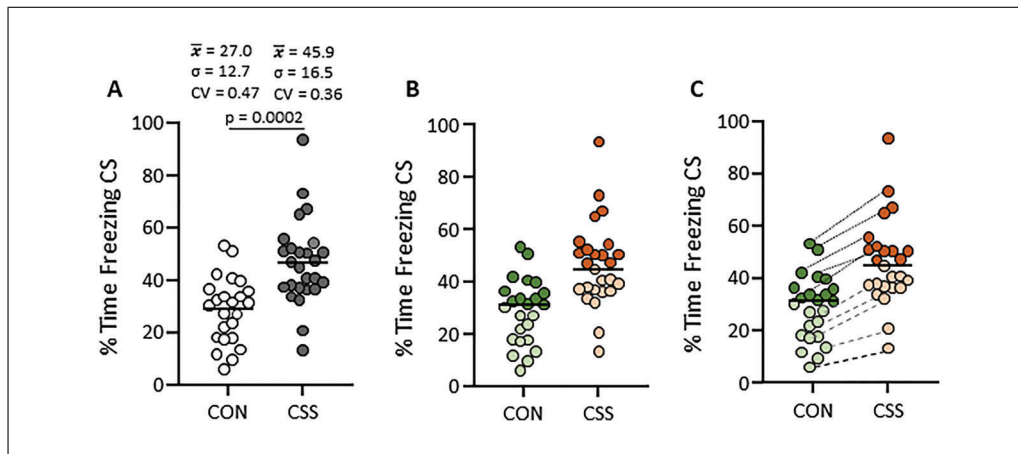 x̅ = 27.0 x̅ = 45.9
σ = 12.7 σ = 16.5
CV = 0.47 CV = 0.36
A
p = 0.0002
% Time Freezing CS
100
80
60
40
20
0
CON CSS
B
% Time Freezing CS
100
80
60
40
20
0
CON CSS
C
% Time Freezing CS
100
80
60
40
20
0
CON CSS